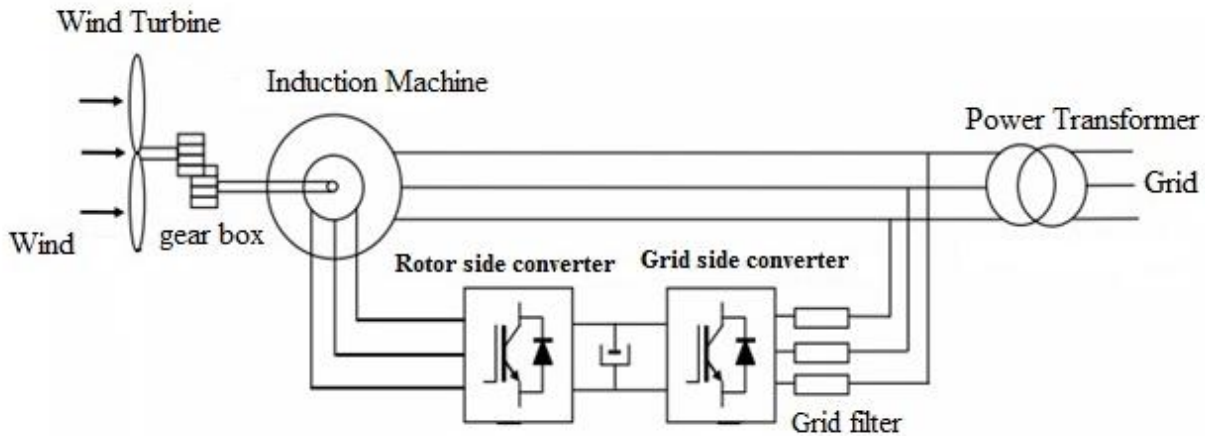 Wind Turbine
Induction Machine
Power Transformer
Grid
Wind
gear box
Rotor side converter
Grid side converter
Grid filter